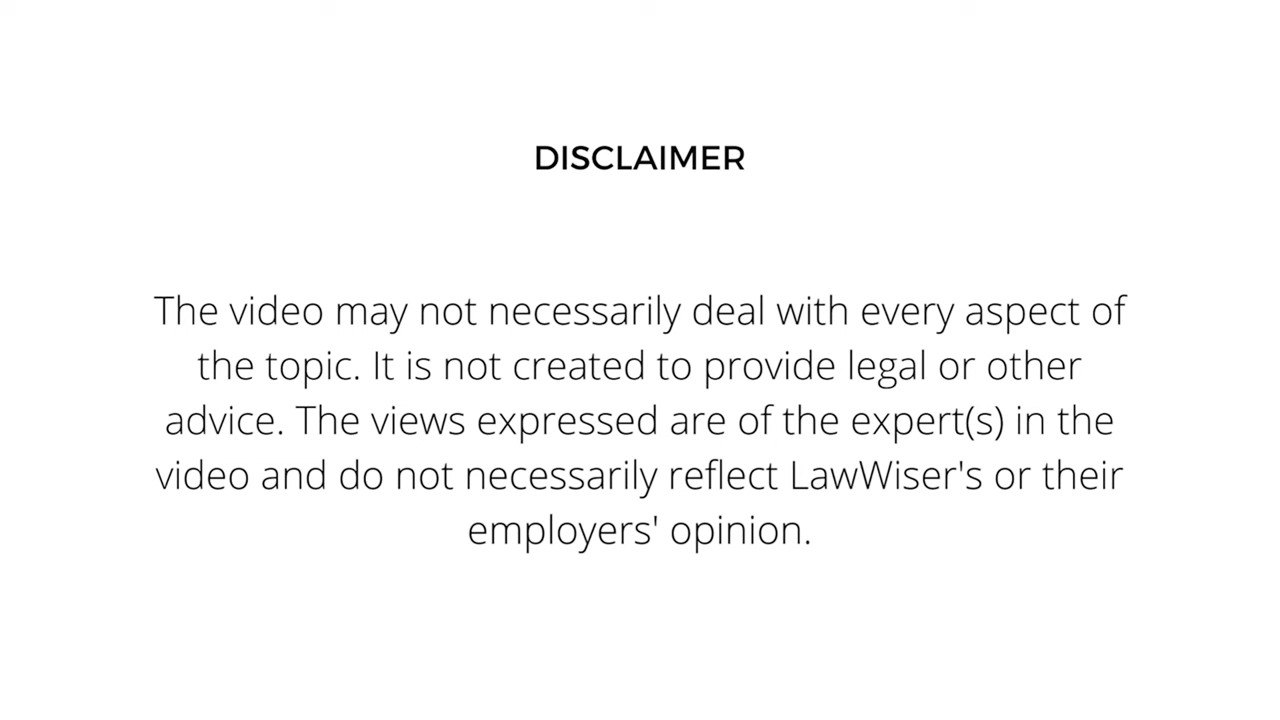 DISCLAIMER
The video may not necessarily deal with every aspect of
the topic. It is not created to provide legal or other
advice. The views expressed are of the expert(s) in the
video and do not necessarily reflect LawWiser's or their
employers' opinion.